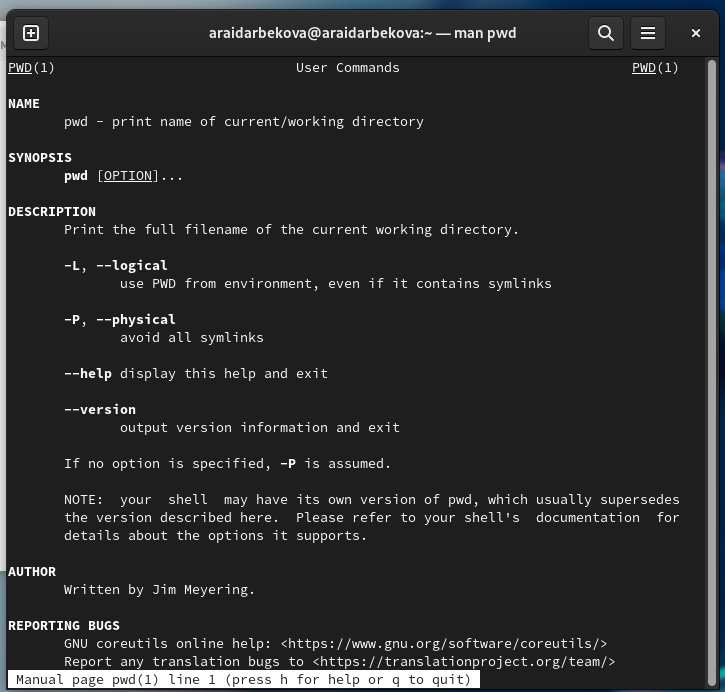 araidarbekova@araidarbekova:~ — man pwd
PWD(1) User Commands PWD(1)
NAME
pwd - print name of current/working directory
SYNOPSIS
pwd [OPTION]...
DESCRIPTION
Print the full filename of the current working directory.
-L, --logical
use PWD from environment, even if it contains symlinks
-P, --physical
avoid all symlinks
--help display this help and exit
--version
output version information and exit
If no option is specified, -P is assumed.
NOTE: your shell may have its own version of pwd, which usually supersedes
the version described here. Please refer to your shell's documentation for
details about the options it supports.
AUTHOR
Written by Jim Meyering.
REPORTING BUGS
GNU coreutils online help: <https://www.gnu.org/software/coreutils/>
Report any translation bugs to <https://translationproject.org/team/>
Manual page pwd(1) line 1 (press h for help or q to quit)